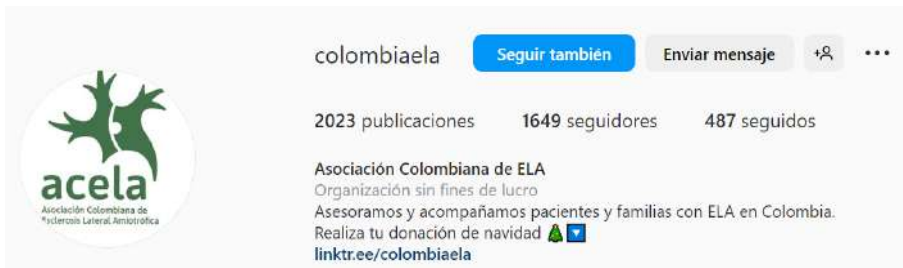 colombiaela Seguir también Enviar mensaje
2023 publicaciones 1649 seguidores 487 seguidos
acela
Asociación Colombiana de
Esclerosis Lateral Amiotrófica
Asociación Colombiana de ELA
Organización sin fines de lucro
Asesoramos y acompañamos pacientes y familias con ELA en Colombia.
Realiza tu donación de navidad 🎄🔽
linktr.ee/colombiaela